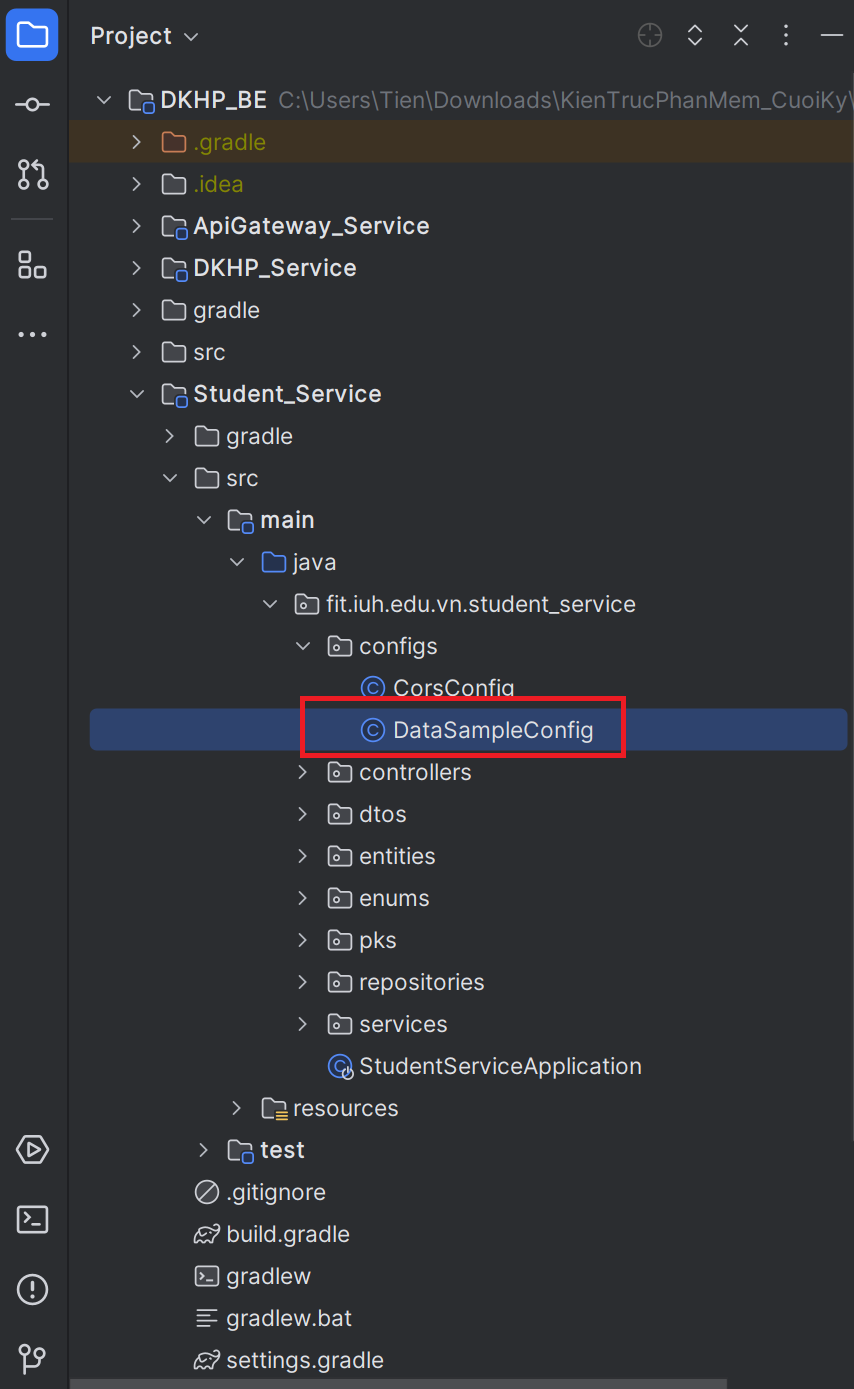 Project
DKHP_BE C:\Users\Tien\Downloads\KienTrucPhanMem_CuoiKy\
.gradle
.idea
ApiGateway_Service
DKHP_Service
gradle
src
Student_Service
gradle
src
main
java
fit.iuh.edu.vn.student_service
configs
CorsConfig
DataSampleConfig
controllers
dtos
entities
enums
pks
repositories
services
StudentServiceApplication
resources
test
.gitignore
build.gradle
gradlew
gradlew.bat
settings.gradle